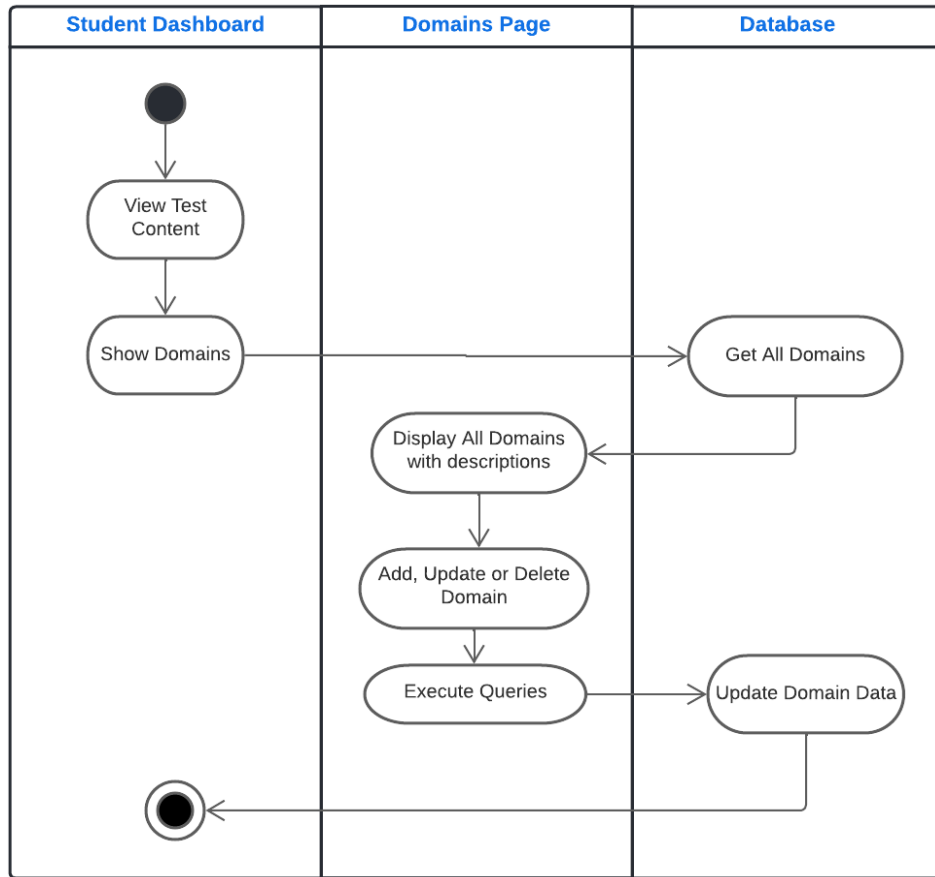 Student Dashboard
Domains Page
Database
View Test
Content
Show Domains
Get All Domains
Display All Domains
with descriptions
Add, Update or Delete
Domain
Execute Queries
Update Domain Data